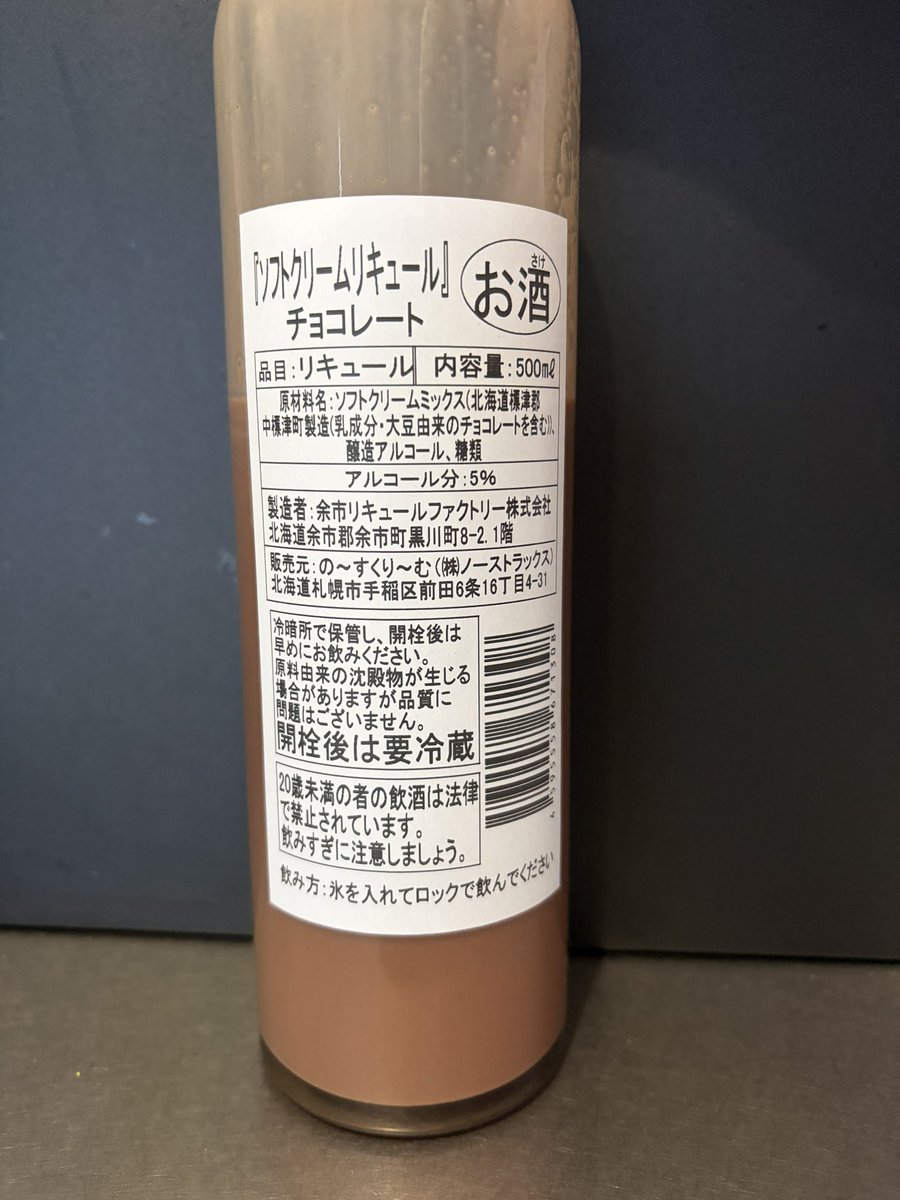 『ソフトクリームリキュール』
チョコレート
さけ
お酒
品目:リキュール
内容量:500mℓ
原材料名:ソフトクリームミックス(北海道標津郡
中標津町製造(乳成分・大豆由来のチョコレートを含む))、
醸造アルコール、糖類
アルコール分:5%
製造者:余市リキュールファクトリー株式会社
北海道余市郡余市町黒川町8-2.1階
販売元:の～すくり～む(㈱ノーストラックス)
北海道札幌市手稲区前田6条16丁目4-31
冷暗所で保管し、開栓後は
早めにお飲みください。
原料由来の沈殿物が生じる
場合がありますが品質に
問題はございません。
開栓後は要冷蔵
20歳未満の者の飲酒は法律
で禁止されています。
飲みすぎに注意しましょう。
飲み方:氷を入れてロックで飲んでください
4595558671308